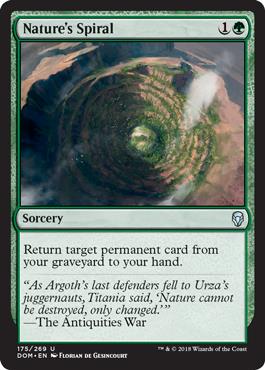 Nature's Spiral 1
Sorcery
Return target permanent card from
your graveyard to your hand.
“As Argoth's last defenders fell to Urza's
juggernauts, Titania said, ‘Nature cannot
be destroyed, only changed.’”
—The Antiquities War
175/269 U
DOM • EN Florian de Gesincourt
™ & © 2018 Wizards of the Coast